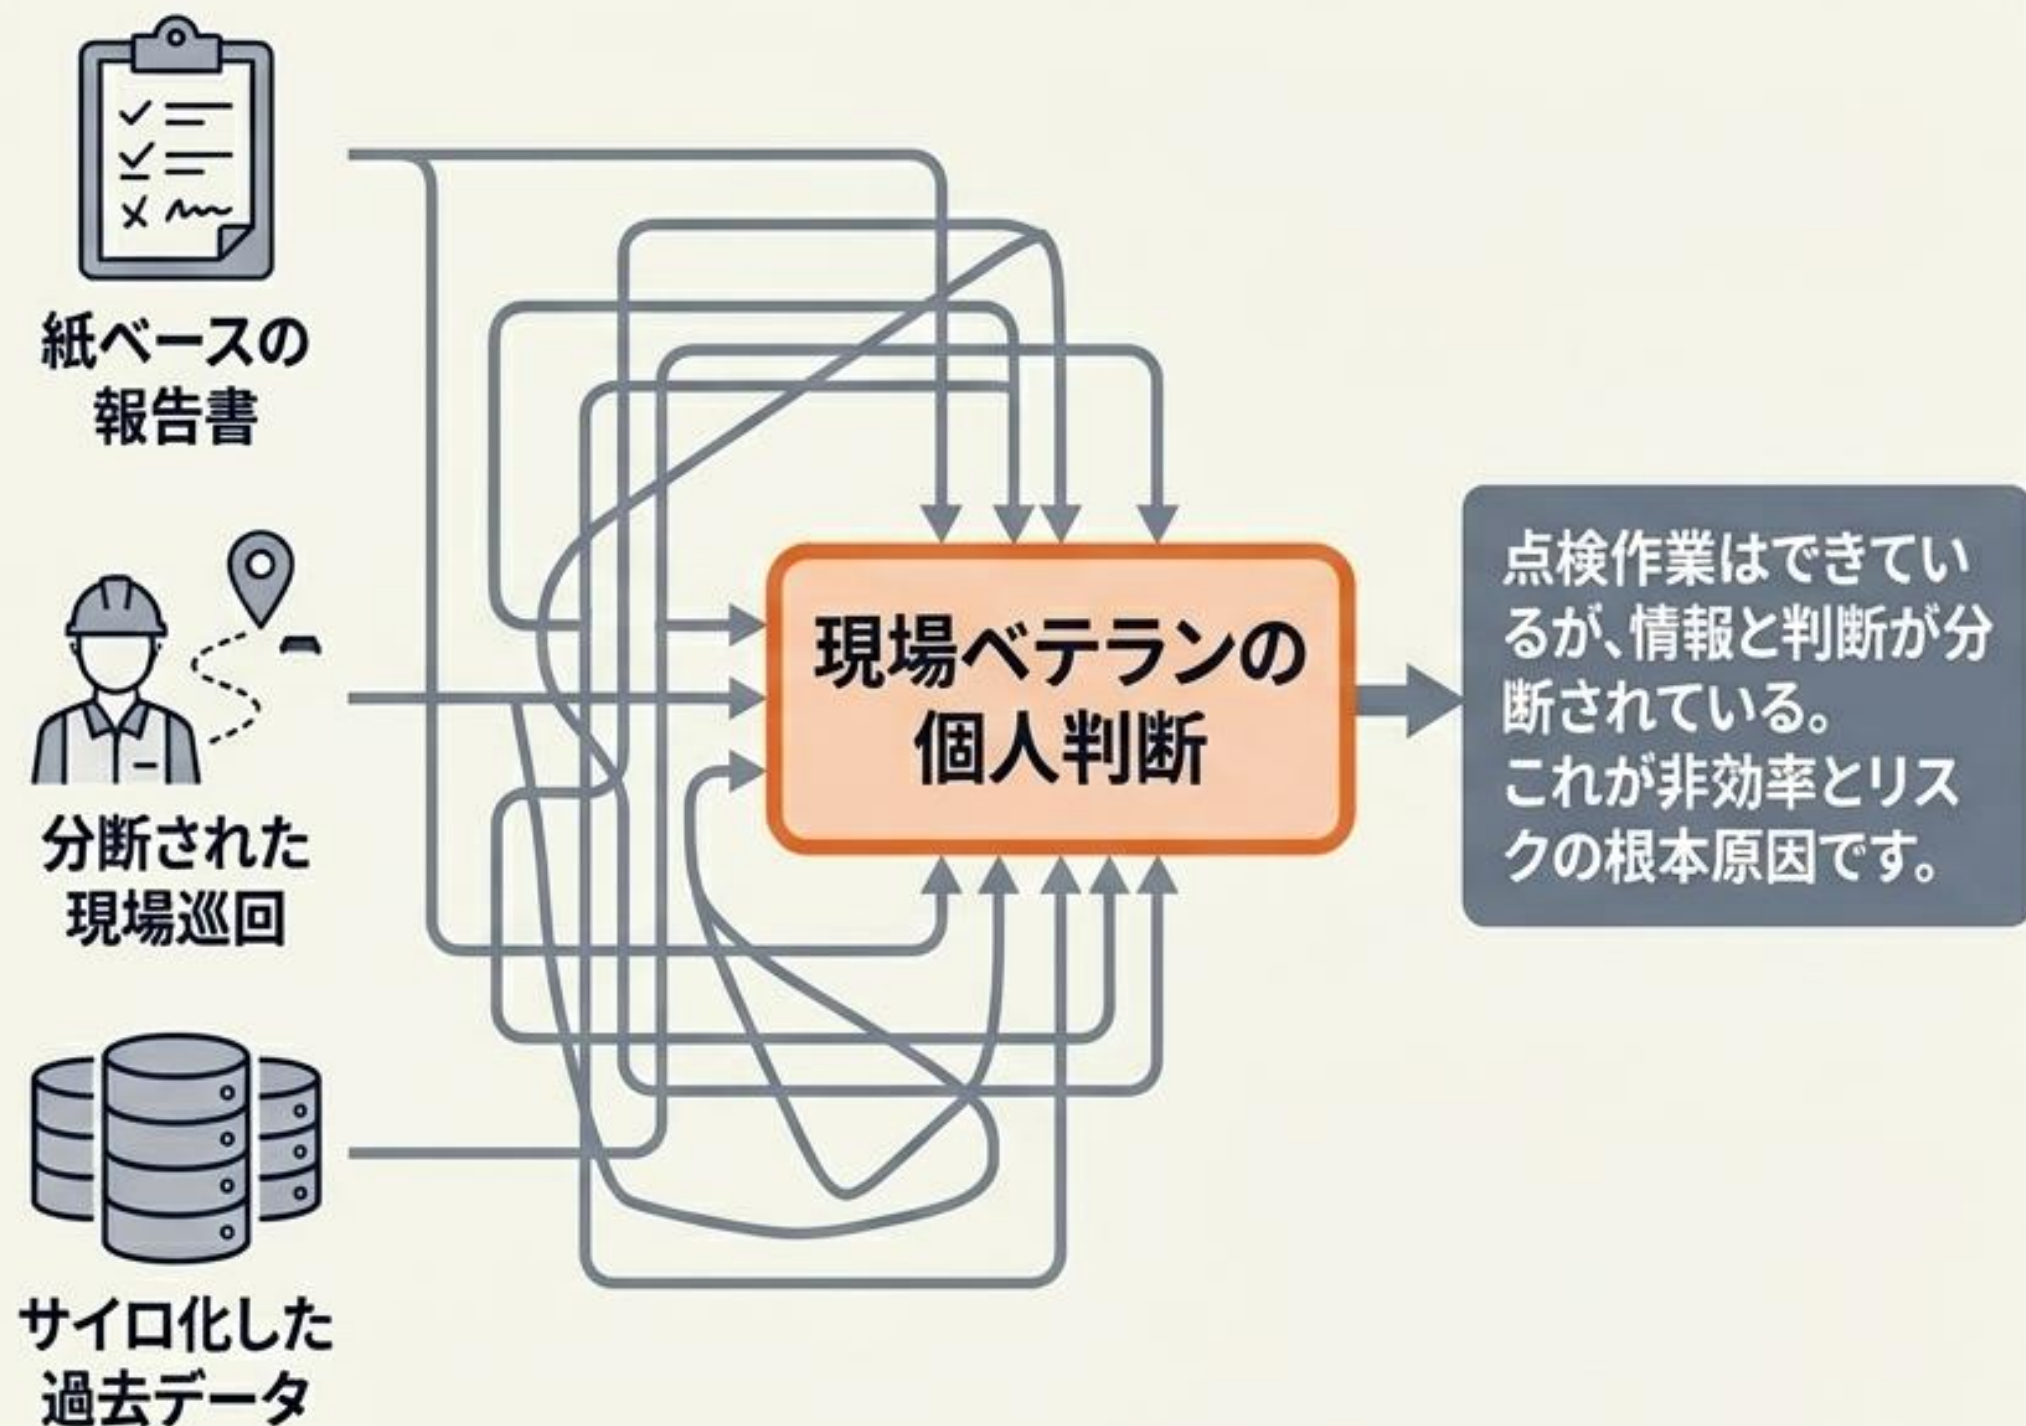 紙ベースの
報告書
分断された
現場巡回
サイロ化した
過去データ
現場ベテランの
個人判断
点検作業はできてい
るが、情報と判断が分
断されている。
これが非効率とリス
クの根本原因です。